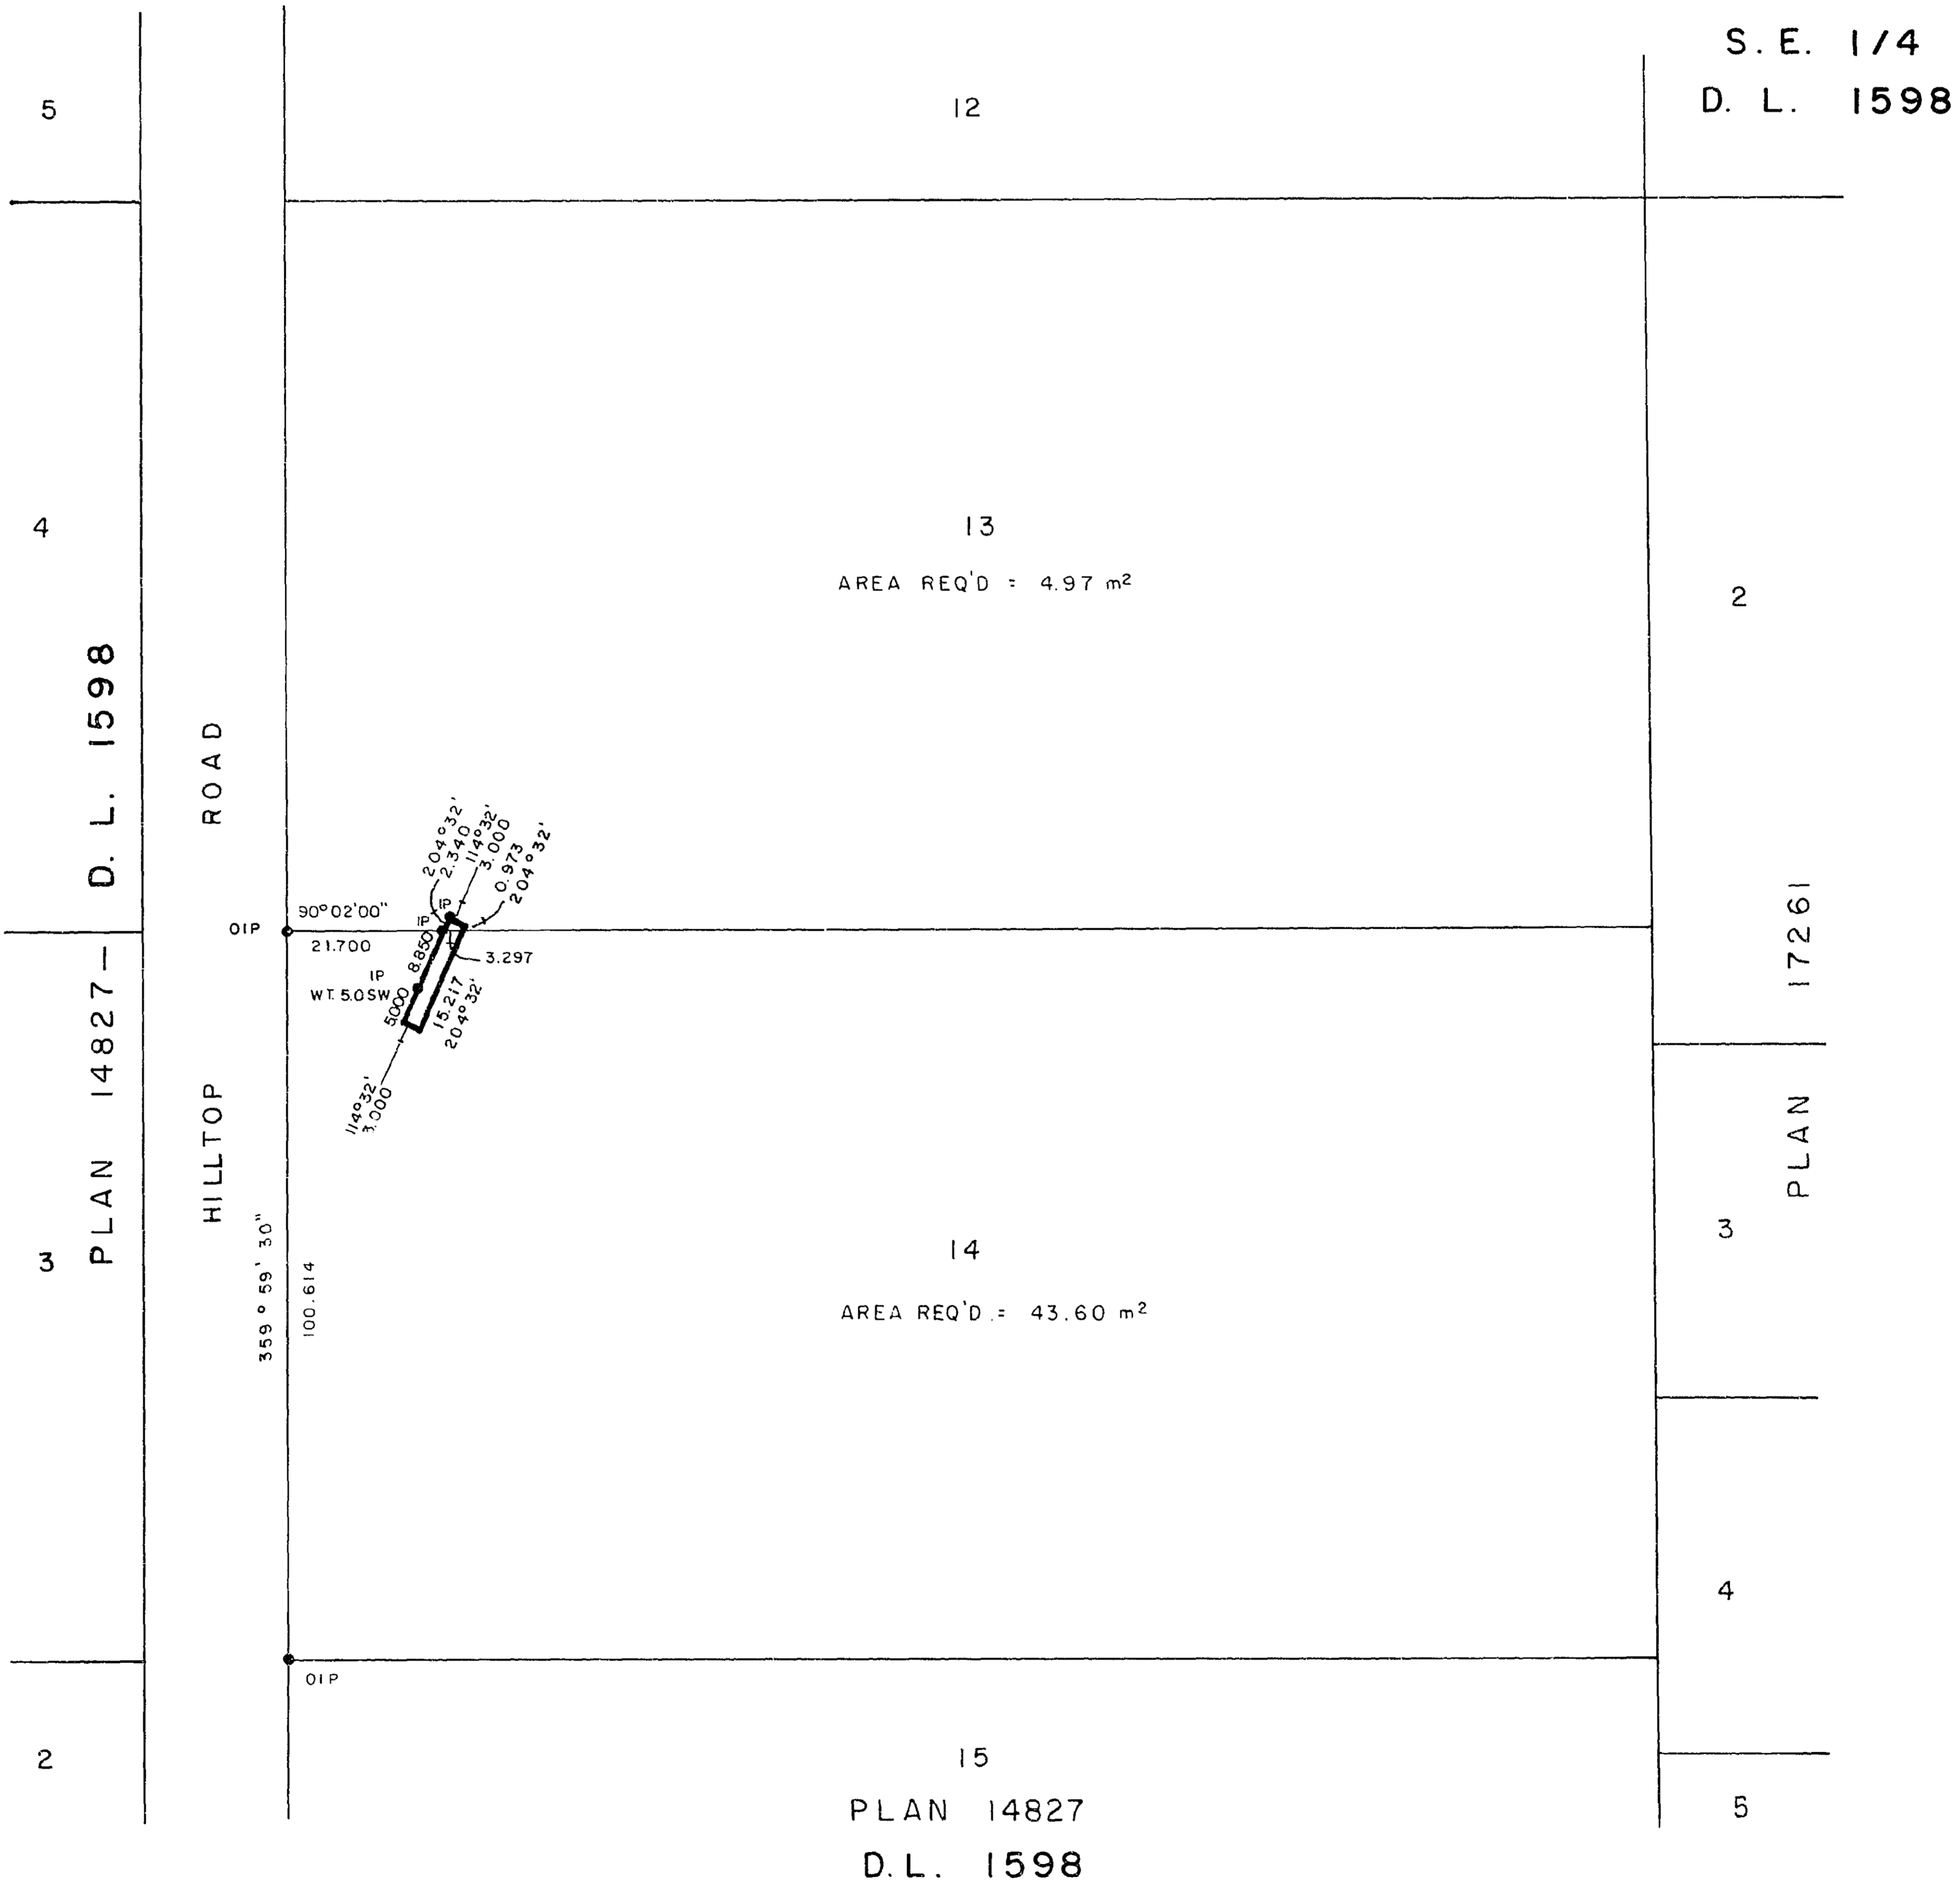 S. E. 1/4
D. L. 1598
5
12
4
13
AREA REQ'D = 4.97 m²
2
PLAN 14827 - D. L. 1598
HILLTOP ROAD
PLAN 17261
204°32'
2.340
114°32'
3.000
0.973
204°32'
90°02'00"
IP
IP
OIP
21.700
8.850
3.297
IP
WT. 5.0 SW
5.000
15.217
204°32'
114°32'
3.000
3
359° 59' 30"
100.614
14
AREA REQ'D. = 43.60 m²
3
4
OIP
2
15
PLAN 14827
D. L. 1598
5